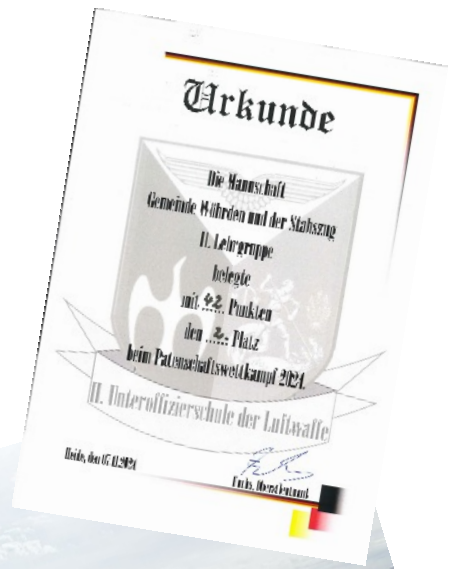 Urkunde
Die Mannschaft
Gemeinde Wöhrden und der Stabszug
II. Lehrgruppe
belegte
mit 42 Punkten
den 2. Platz
beim Patenschaftswettkampf 2024.
II. Unteroffizierschule der Luftwaffe
Heide, den 07.11.2024
Fuchs, Oberstleutnant